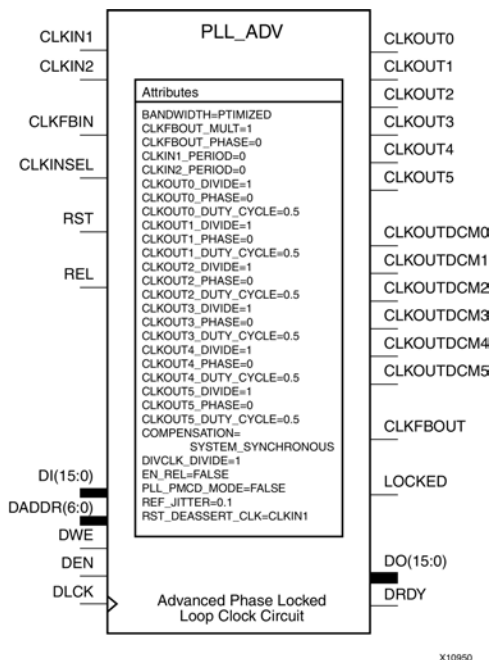 PLL_ADV
CLKIN1
CLKIN2
CLKFBIN
CLKINSEL
RST
REL
DI(15:0)
DADDR(6:0)
DWE
DEN
DLCK
Attributes
BANDWIDTH=PTIMIZED
CLKFBOUT_MULT=1
CLKFBOUT_PHASE=0
CLKIN1_PERIOD=0
CLKIN2_PERIOD=0
CLKOUT0_DIVIDE=1
CLKOUT0_PHASE=0
CLKOUT0_DUTY_CYCLE=0.5
CLKOUT1_DIVIDE=1
CLKOUT1_PHASE=0
CLKOUT1_DUTY_CYCLE=0.5
CLKOUT2_DIVIDE=1
CLKOUT2_PHASE=0
CLKOUT2_DUTY_CYCLE=0.5
CLKOUT3_DIVIDE=1
CLKOUT3_PHASE=0
CLKOUT3_DUTY_CYCLE=0.5
CLKOUT4_DIVIDE=1
CLKOUT4_PHASE=0
CLKOUT4_DUTY_CYCLE=0.5
CLKOUT5_DIVIDE=1
CLKOUT5_PHASE=0
CLKOUT5_DUTY_CYCLE=0.5
COMPENSATION=
SYSTEM_SYNCHRONOUS
DIVCLK_DIVIDE=1
EN_REL=FALSE
PLL_PMCD_MODE=FALSE
REF_JITTER=0.1
RST_DEASSERT_CLK=CLKIN1
CLKOUT0
CLKOUT1
CLKOUT2
CLKOUT3
CLKOUT4
CLKOUT5
CLKOUTDCM0
CLKOUTDCM1
CLKOUTDCM2
CLKOUTDCM3
CLKOUTDCM4
CLKOUTDCM5
CLKFBOUT
LOCKED
DO(15:0)
DRDY
Advanced Phase Locked
Loop Clock Circuit
X10950